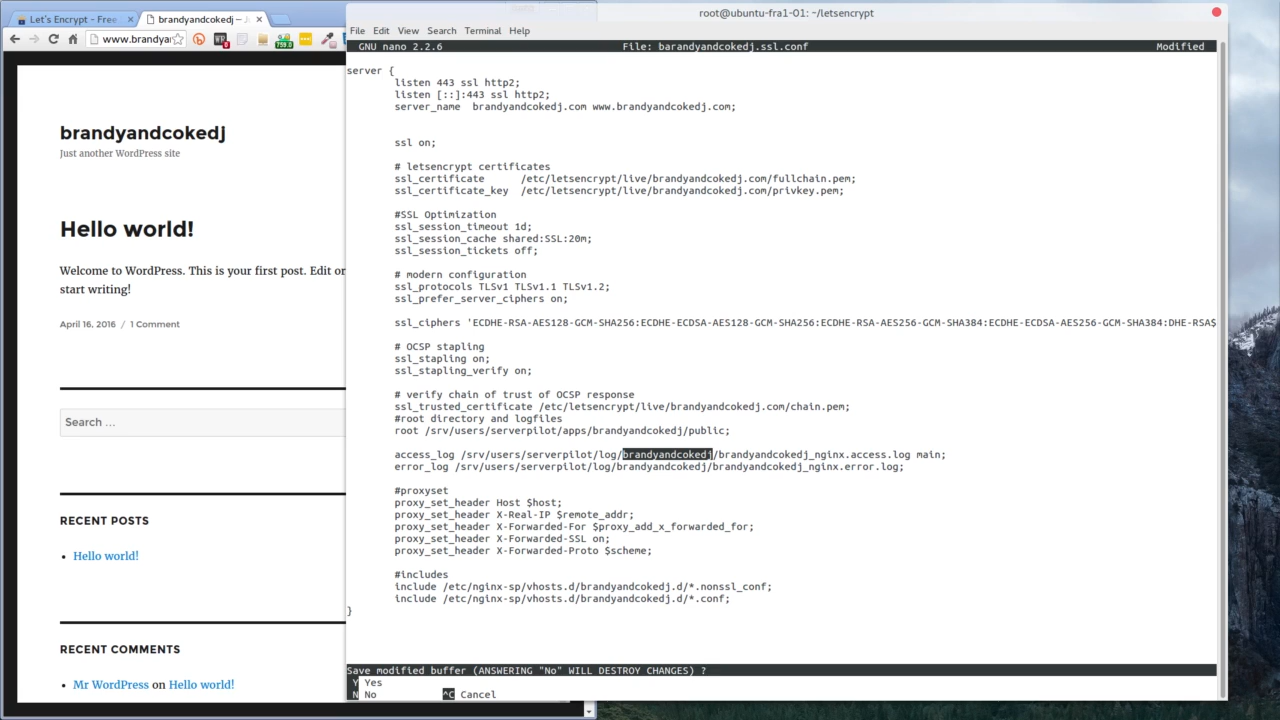 Let's Encrypt - Free
brandyandcokedj –
www.brandya
759.0
brandyandcokedj
Just another WordPress site
Hello world!
Welcome to WordPress. This is your first post. Edit or
start writing!
April 16, 2016 / 1 Comment
Search ...
RECENT POSTS
Hello world!
RECENT COMMENTS
Mr WordPress on Hello world!
root@ubuntu-fra1-01: ~/letsencrypt
File Edit View Search Terminal Help
GNU nano 2.2.6 File: barandyandcokedj.ssl.conf Modified
server {
listen 443 ssl http2;
listen [::]:443 ssl http2;
server_name brandyandcokedj.com www.brandyandcokedj.com;
ssl on;
# letsencrypt certificates
ssl_certificate /etc/letsencrypt/live/brandyandcokedj.com/fullchain.pem;
ssl_certificate_key /etc/letsencrypt/live/brandyandcokedj.com/privkey.pem;
#SSL Optimization
ssl_session_timeout 1d;
ssl_session_cache shared:SSL:20m;
ssl_session_tickets off;
# modern configuration
ssl_protocols TLSv1 TLSv1.1 TLSv1.2;
ssl_prefer_server_ciphers on;
ssl_ciphers 'ECDHE-RSA-AES128-GCM-SHA256:ECDHE-ECDSA-AES128-GCM-SHA256:ECDHE-RSA-AES256-GCM-SHA384:ECDHE-ECDSA-AES256-GCM-SHA384:DHE-RSA$
# OCSP stapling
ssl_stapling on;
ssl_stapling_verify on;
# verify chain of trust of OCSP response
ssl_trusted_certificate /etc/letsencrypt/live/brandyandcokedj.com/chain.pem;
#root directory and logfiles
root /srv/users/serverpilot/apps/brandyandcokedj/public;
access_log /srv/users/serverpilot/log/brandyandcokedj/brandyandcokedj_nginx.access.log main;
error_log /srv/users/serverpilot/log/brandyandcokedj/brandyandcokedj_nginx.error.log;
#proxyset
proxy_set_header Host $host;
proxy_set_header X-Real-IP $remote_addr;
proxy_set_header X-Forwarded-For $proxy_add_x_forwarded_for;
proxy_set_header X-Forwarded-SSL on;
proxy_set_header X-Forwarded-Proto $scheme;
#includes
include /etc/nginx-sp/vhosts.d/brandyandcokedj.d/*.nonssl_conf;
include /etc/nginx-sp/vhosts.d/brandyandcokedj.d/*.conf;
}
Save modified buffer (ANSWERING "No" WILL DESTROY CHANGES) ?
Y Yes
N No ^C Cancel